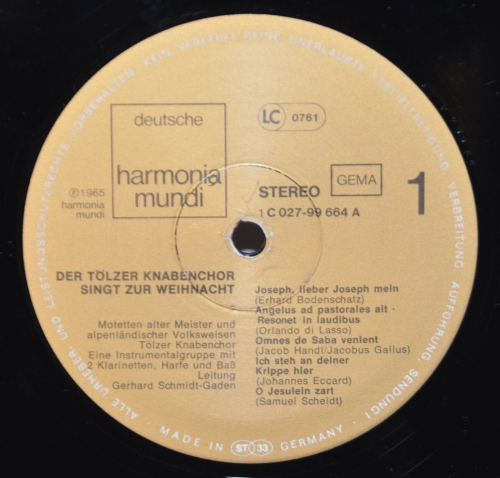 ALLE URHEBER- UND LEISTUNGSSCHUTZRECHTE VORBEHALTEN. KEIN VERLEIH! KEINE UNERLAUBTE VERVIELFÄLTIGUNG, VERBREITUNG AUFFÜHRUNG SENDUNG!
deutsche
harmonia
mundi
LC 0761
℗ 1965
harmonia
mundi
STEREO
GEMA
1
1 C 027-99 664 A
DER TÖLZER KNABENCHOR
SINGT ZUR WEIHNACHT
Motetten alter Meister und
alpenländischer Volksweisen
Tölzer Knabenchor
Eine Instrumentalgruppe mit
2 Klarinetten, Harfe und Baß
Leitung
Gerhard Schmidt-Gaden
Joseph, lieber Joseph mein
(Erhard Bodenschatz)
Angelus ad pastorales ait -
Resonet in laudibus
(Orlando di Lasso)
Omnes de Saba venient
(Jacob Handl/Jacobus Gallus)
Ich steh an deiner
Krippe hier
(Johannes Eccard)
O Jesulein zart
(Samuel Scheidt)
· MADE IN ST 33 GERMANY ·